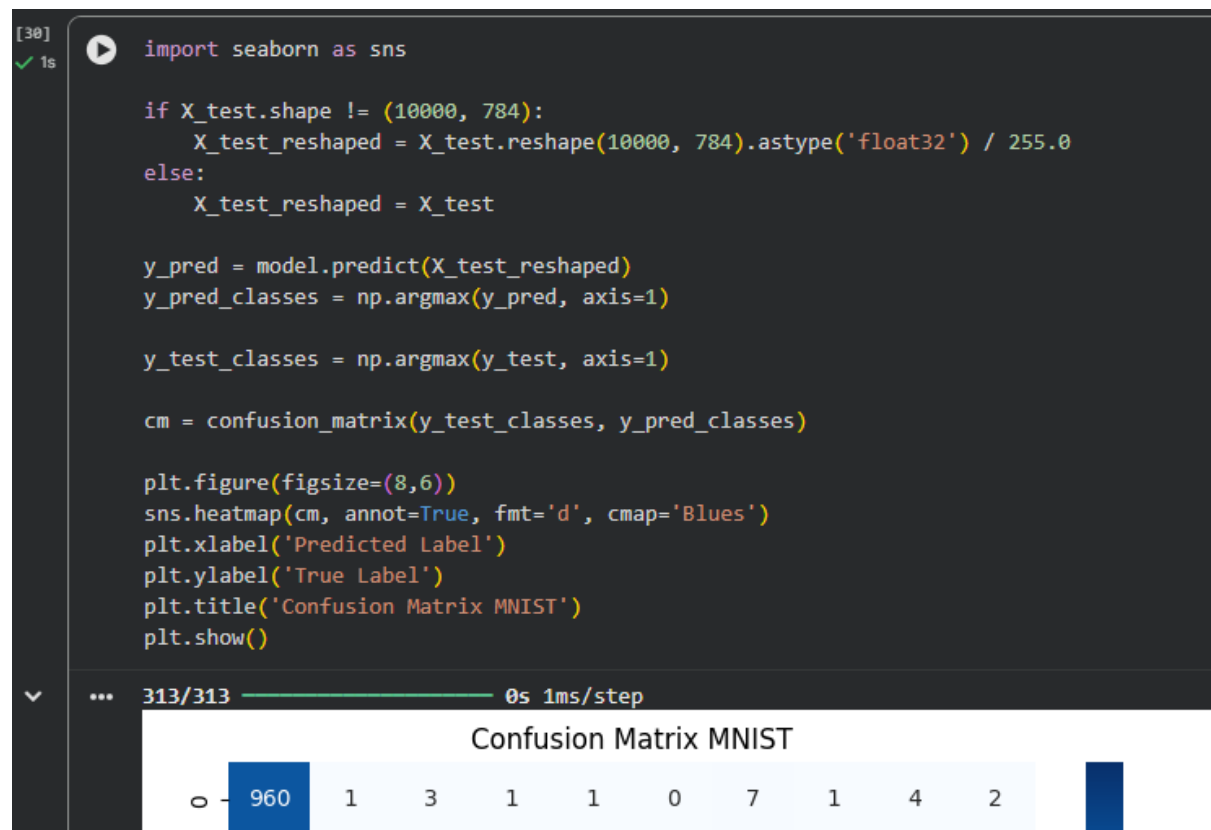 [30]
1s
import seaborn as sns
if X_test.shape != (10000, 784):
    X_test_reshaped = X_test.reshape(10000, 784).astype('float32') / 255.0
else:
    X_test_reshaped = X_test
y_pred = model.predict(X_test_reshaped)
y_pred_classes = np.argmax(y_pred, axis=1)
y_test_classes = np.argmax(y_test, axis=1)
cm = confusion_matrix(y_test_classes, y_pred_classes)
plt.figure(figsize=(8,6))
sns.heatmap(cm, annot=True, fmt='d', cmap='Blues')
plt.xlabel('Predicted Label')
plt.ylabel('True Label')
plt.title('Confusion Matrix MNIST')
plt.show()
313/313 0s 1ms/step
Confusion Matrix MNIST
0 960 1 3 1 1 0 7 1 4 2